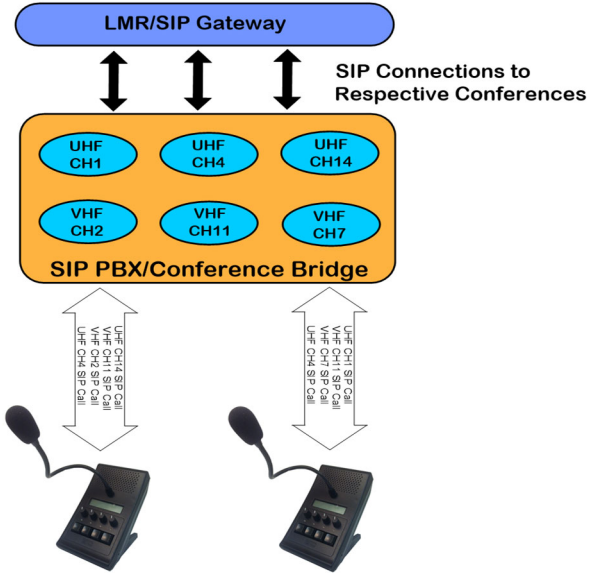 LMR/SIP Gateway
SIP Connections to
Respective Conferences
UHF
CH1
UHF
CH4
UHF
CH14
VHF
CH2
VHF
CH11
VHF
CH7
SIP PBX/Conference Bridge
UHF CH14 SIP Call
VHF CH11 SIP Call
VHF CH2 SIP Call
UHF CH4 SIP Call
UHF CH1 SIP Call
VHF CH11 SIP Call
VHF CH7 SIP Call
UHF CH4 SIP Call